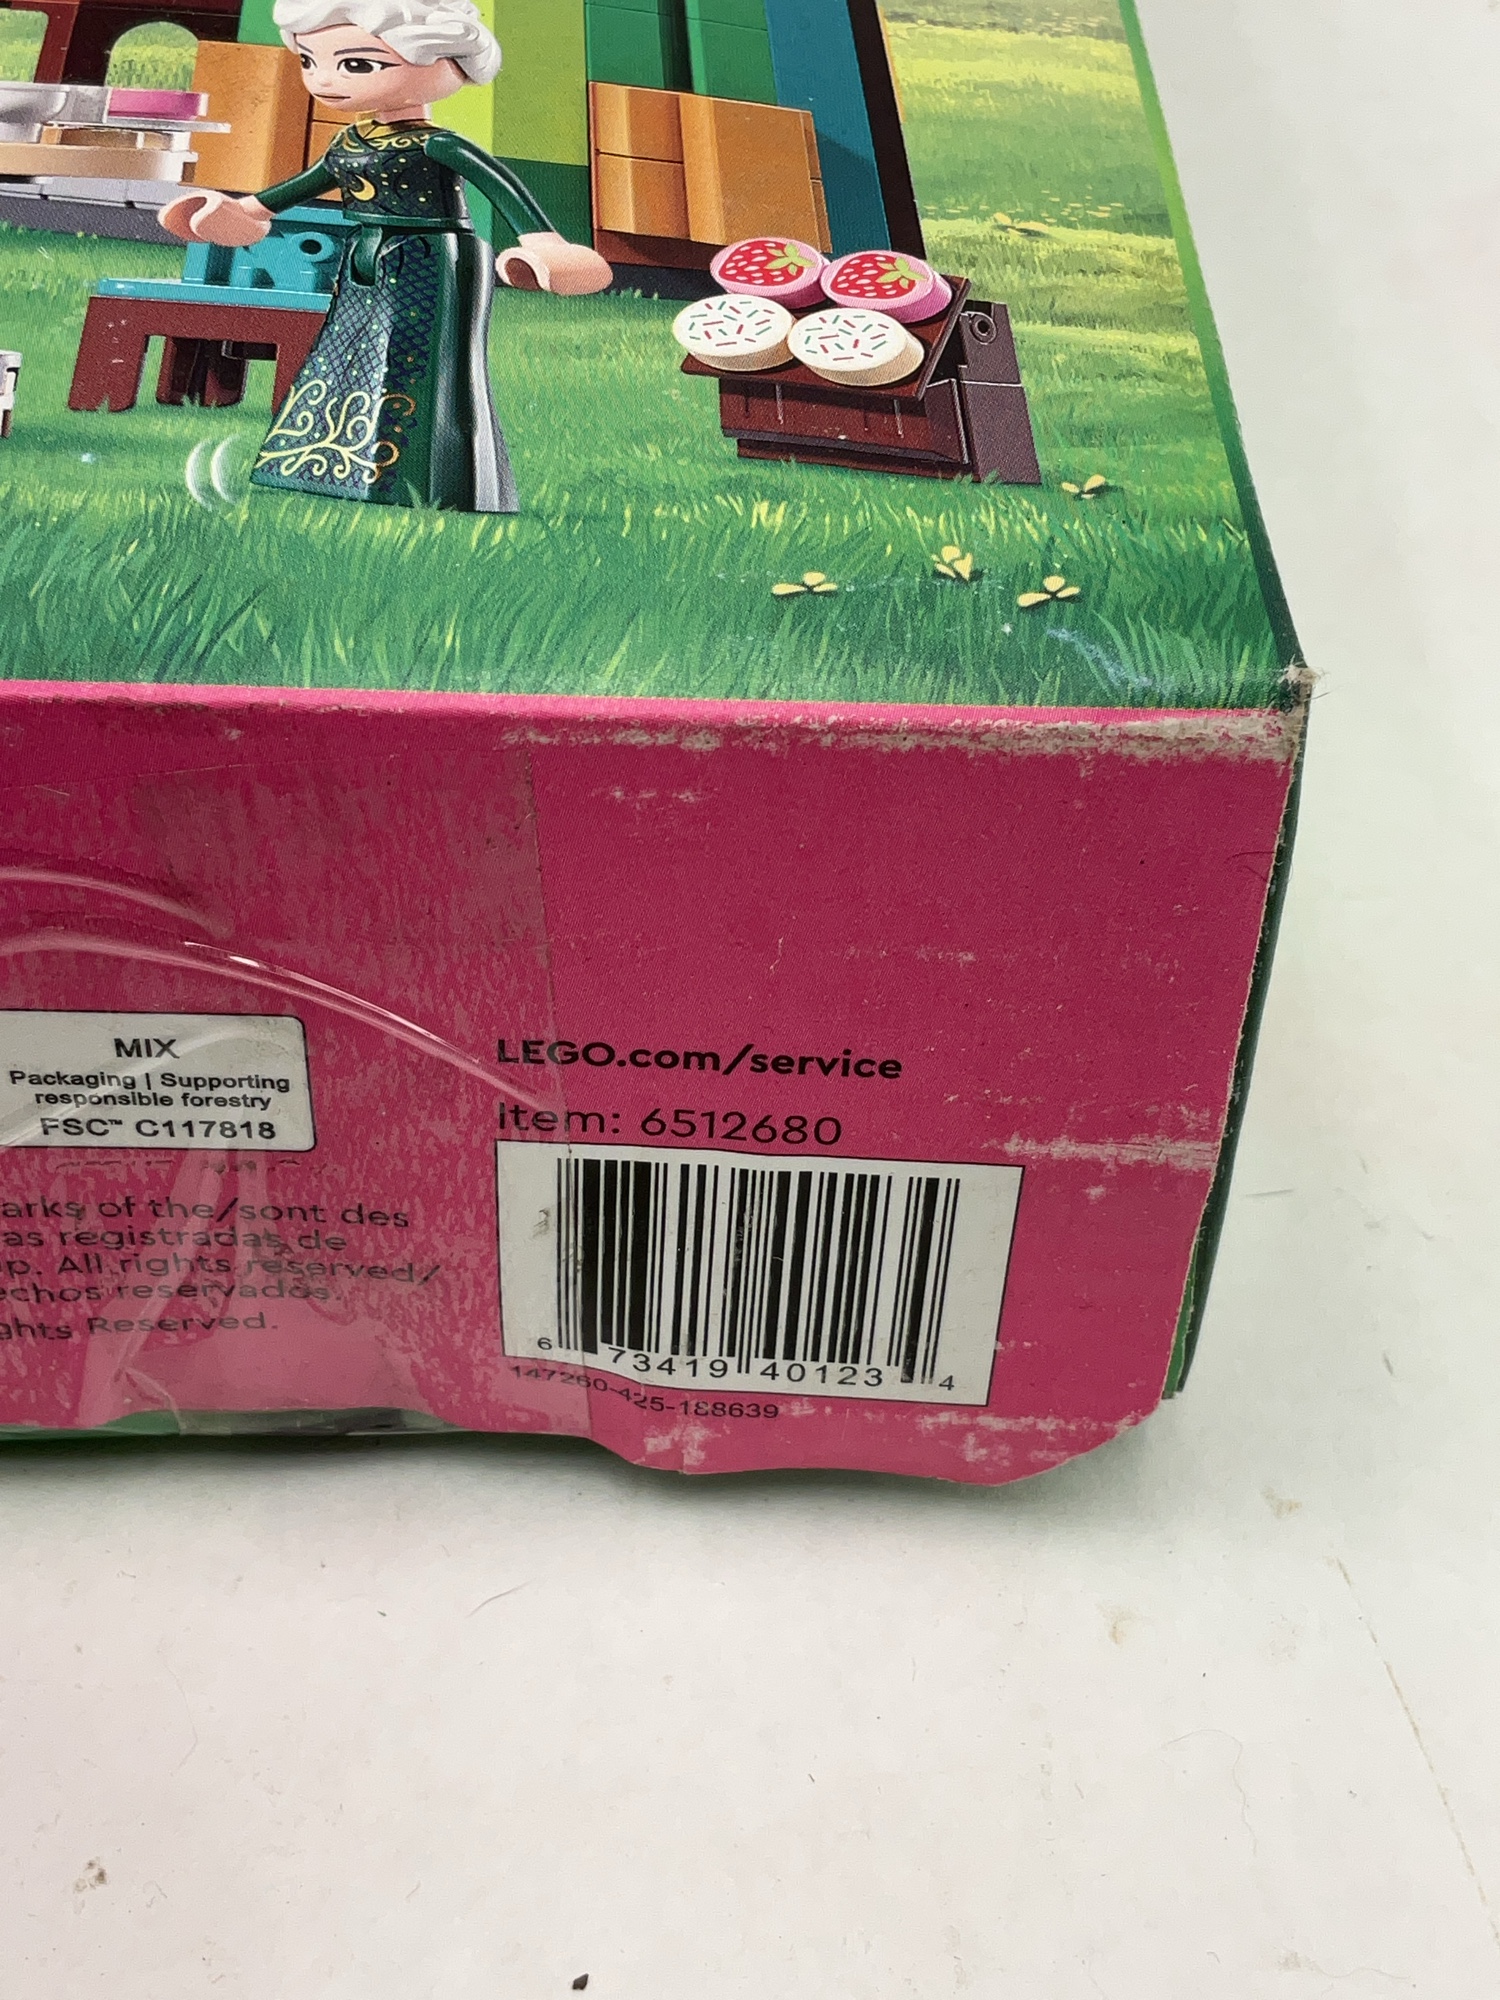 MIX
Packaging | Supporting
responsible forestry
FSC™ C117818
arks of the/sont des
as registradas de
p. All rights reserved/
echos reservados.
ghts Reserved.
LEGO.com/service
Item: 6512680
6 73419 40123 4
147260-425-188639